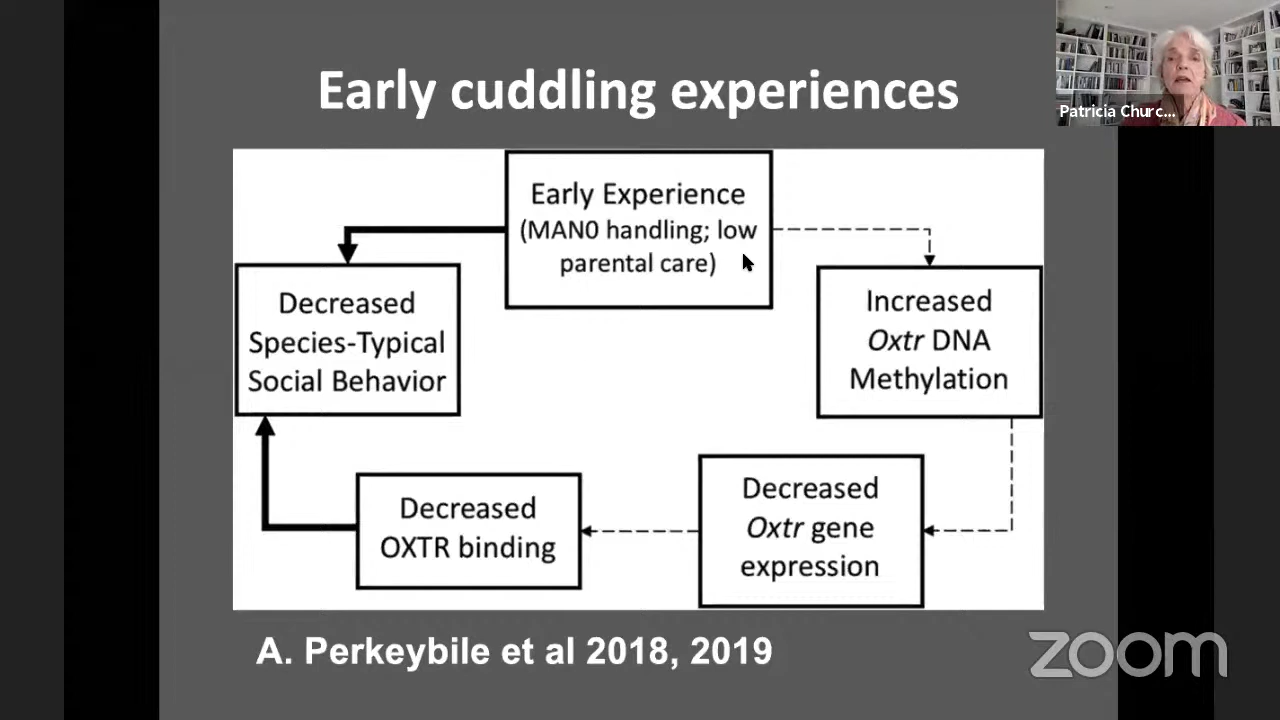 Early cuddling experiences
Patricia Churc...
Early Experience
(MAN0 handling; low
parental care)
Decreased
Species-Typical
Social Behavior
Increased
Oxtr DNA
Methylation
Decreased
OXTR binding
Decreased
Oxtr gene
expression
A. Perkeybile et al 2018, 2019
zoom